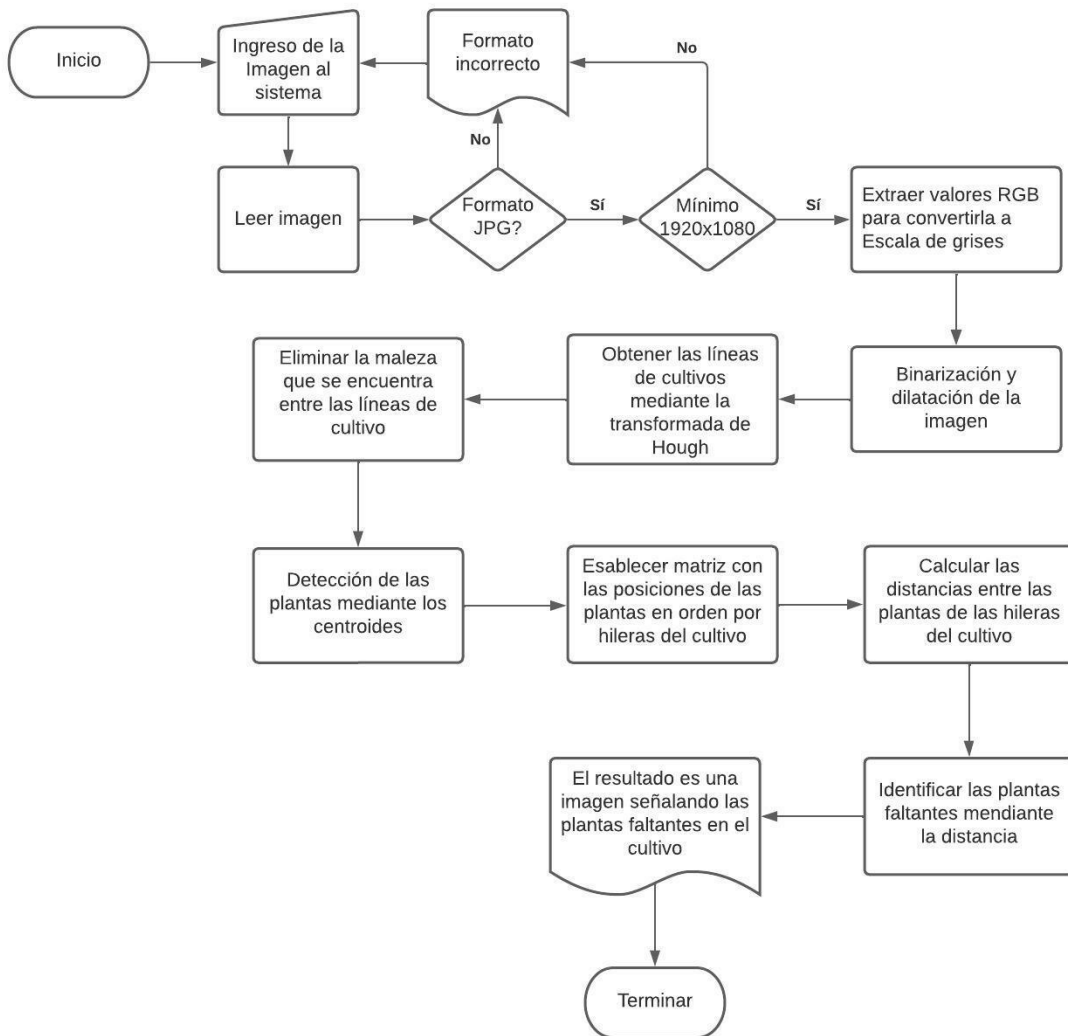 Inicio
Ingreso de la
Imagen al
sistema
Formato
incorrecto
No
No
Leer imagen
Formato
JPG?
Sí
Mínimo
1920x1080
Sí
Extraer valores RGB
para convertirla a
Escala de grises
Eliminar la maleza
que se encuentra
entre las líneas de
cultivo
Obtener las líneas
de cultivos
mediante la
transformada de
Hough
Binarización y
dilatación de la
imagen
Detección de las
plantas mediante los
centroides
Esablecer matriz con
las posiciones de las
plantas en orden por
hileras del cultivo
Calcular las
distancias entre las
plantas de las hileras
del cultivo
El resultado es una
imagen señalando las
plantas faltantes en el
cultivo
Identificar las plantas
faltantes mendiante
la distancia
Terminar